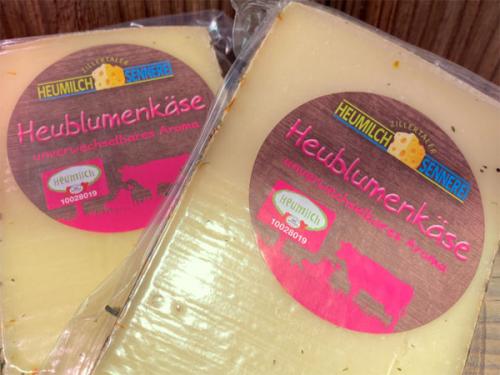 ZILLERTALER
HEUMILCH SENNEREI
Heublumenkäse
unverwechselbares Aroma
Heumilch
10028019
ZILLERTALER
HEUMILCH SENNEREI
Heublumenkäse
unverwechselbares Aroma
Heumilch
10028019